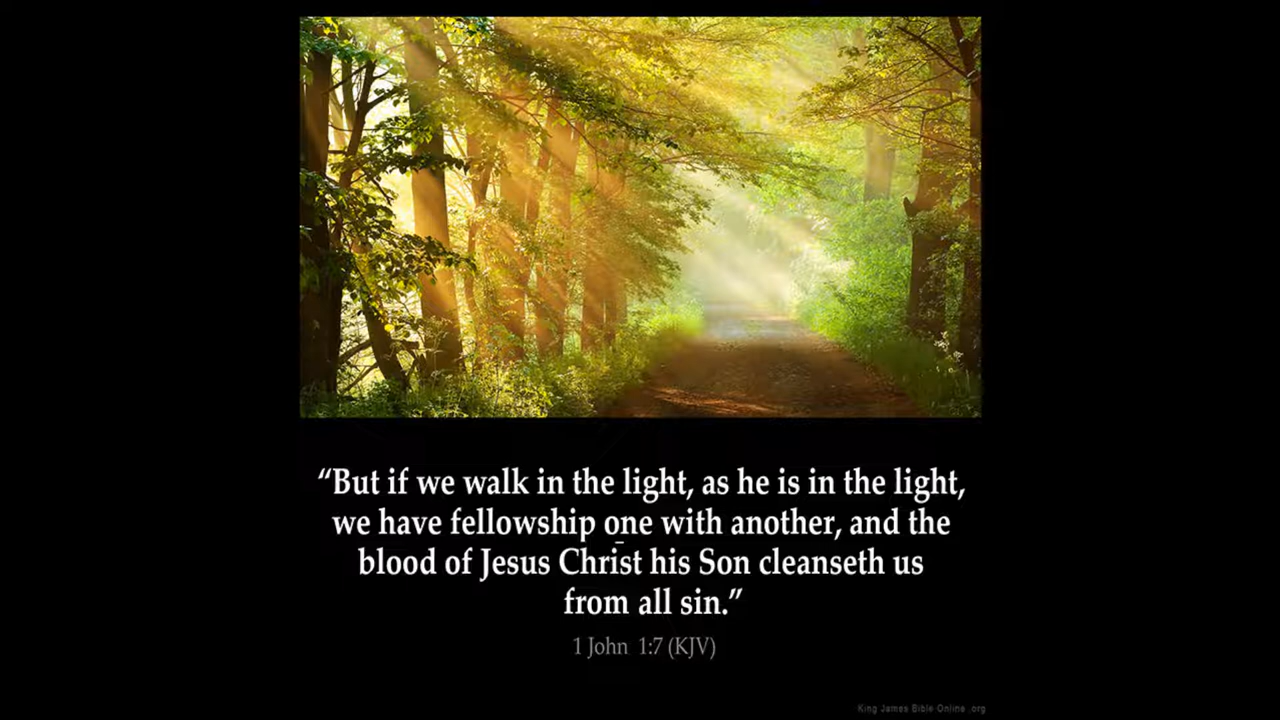 “But if we walk in the light, as he is in the light,
we have fellowship one with another, and the
blood of Jesus Christ his Son cleanseth us
from all sin.”
1 John 1:7 (KJV)
King James Bible Online .org